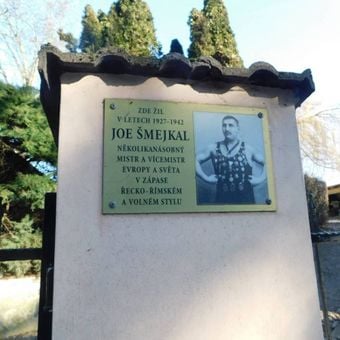 ZDE ŽIL
V LETECH 1927-1942
JOE ŠMEJKAL
NĚKOLIKANÁSOBNÝ
MISTR A VICEMISTR
EVROPY A SVĚTA
V ZÁPASE
ŘECKO-ŘÍMSKÉM
A VOLNÉM STYLU